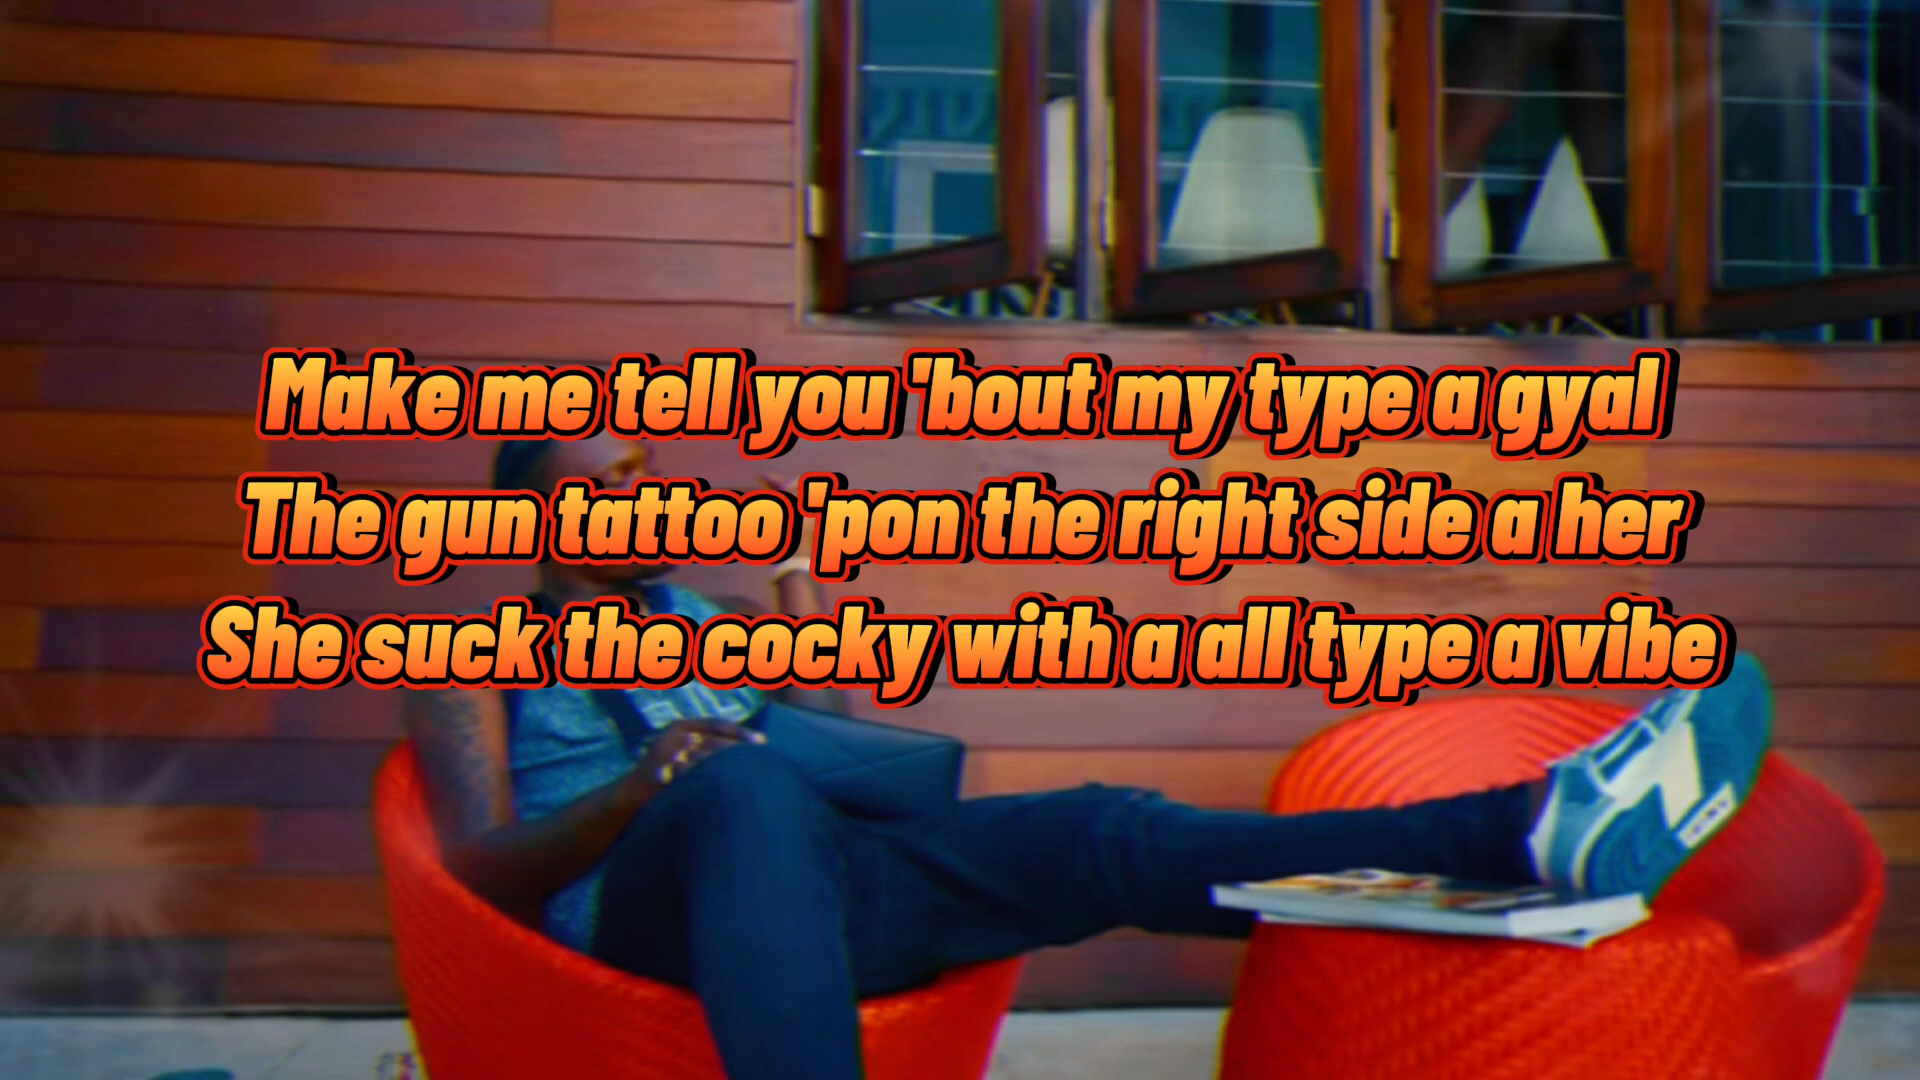 Make me tell you 'bout my type a gyal
The gun tattoo 'pon the right side a her
She suck the cocky with a all type a vibe